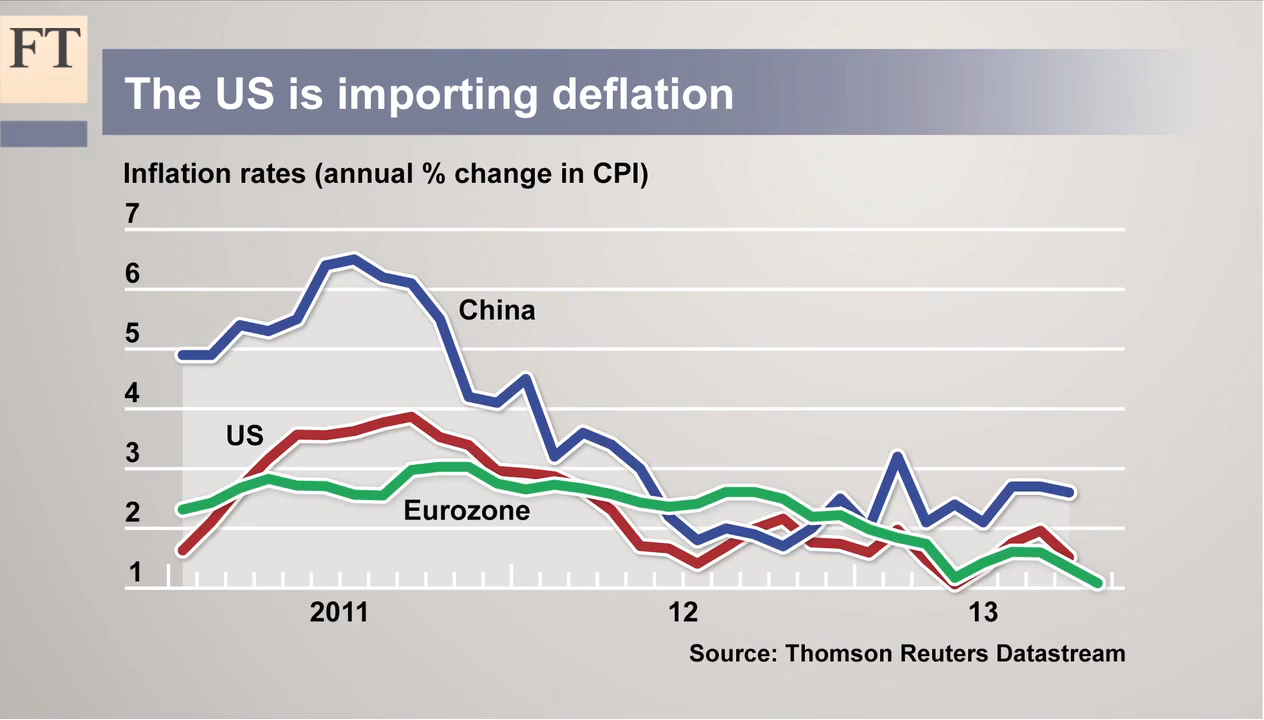 FT
The US is importing deflation
Inflation rates (annual % change in CPI)
7
6
China
5
4
US
3
Eurozone
2
1
2011 12 13
Source: Thomson Reuters Datastream